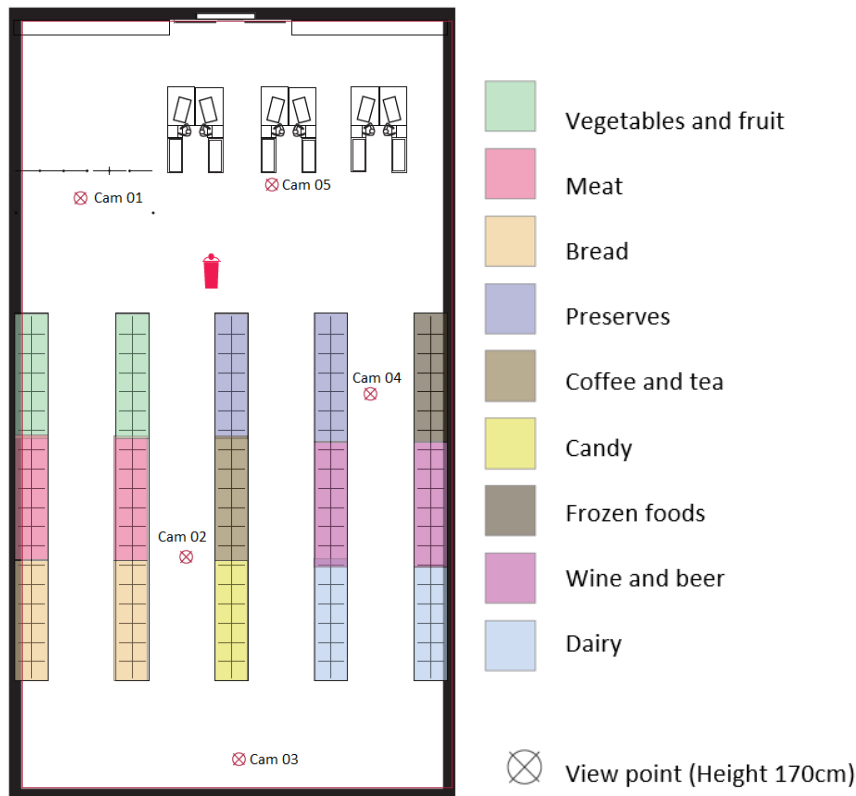 Cam 01
Cam 05
Cam 04
Cam 02
Cam 03
Vegetables and fruit
Meat
Bread
Preserves
Coffee and tea
Candy
Frozen foods
Wine and beer
Dairy
View point (Height 170cm)